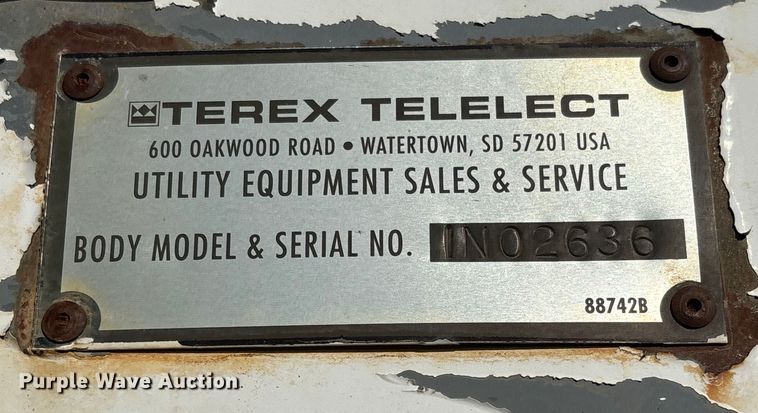 TEREX TELELECT
600 OAKWOOD ROAD • WATERTOWN, SD 57201 USA
UTILITY EQUIPMENT SALES & SERVICE
BODY MODEL & SERIAL NO. INO2636
88742B
Purple Wave Auction